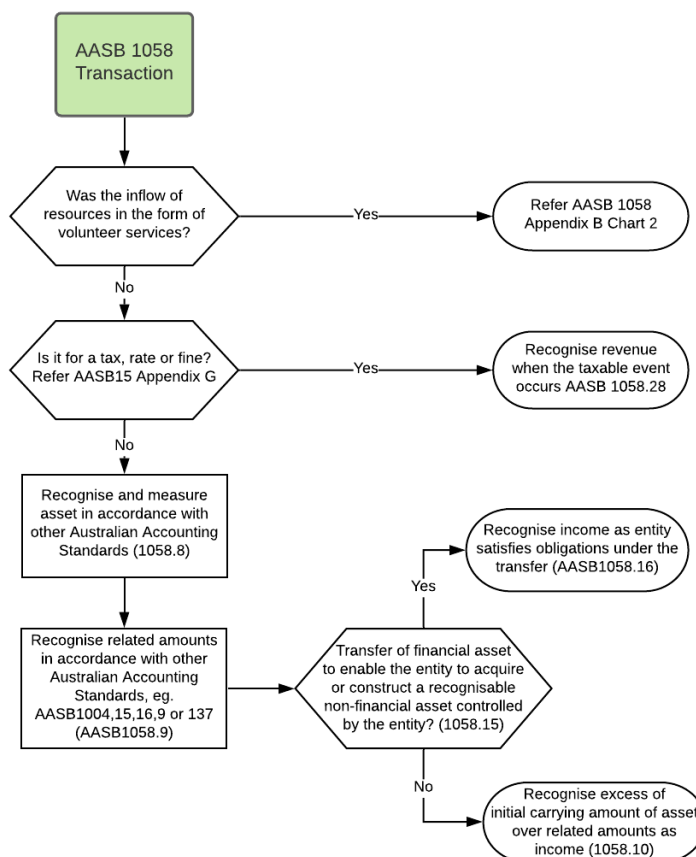 AASB 1058
Transaction
Was the inflow of
resources in the form of
volunteer services?
Yes
Refer AASB 1058
Appendix B Chart 2
No
Is it for a tax, rate or fine?
Refer AASB15 Appendix G
Yes
Recognise revenue
when the taxable event
occurs AASB 1058.28
No
Recognise and measure
asset in accordance with
other Australian Accounting
Standards (1058.8)
Recognise income as entity
satisfies obligations under the
transfer (AASB1058.16)
Yes
Recognise related amounts
in accordance with other
Australian Accounting
Standards, eg.
AASB1004,15,16,9 or 137
(AASB1058.9)
Transfer of financial asset
to enable the entity to acquire
or construct a recognisable
non-financial asset controlled
by the entity? (1058.15)
No
Recognise excess of
initial carrying amount of asset
over related amounts as
income (1058.10)